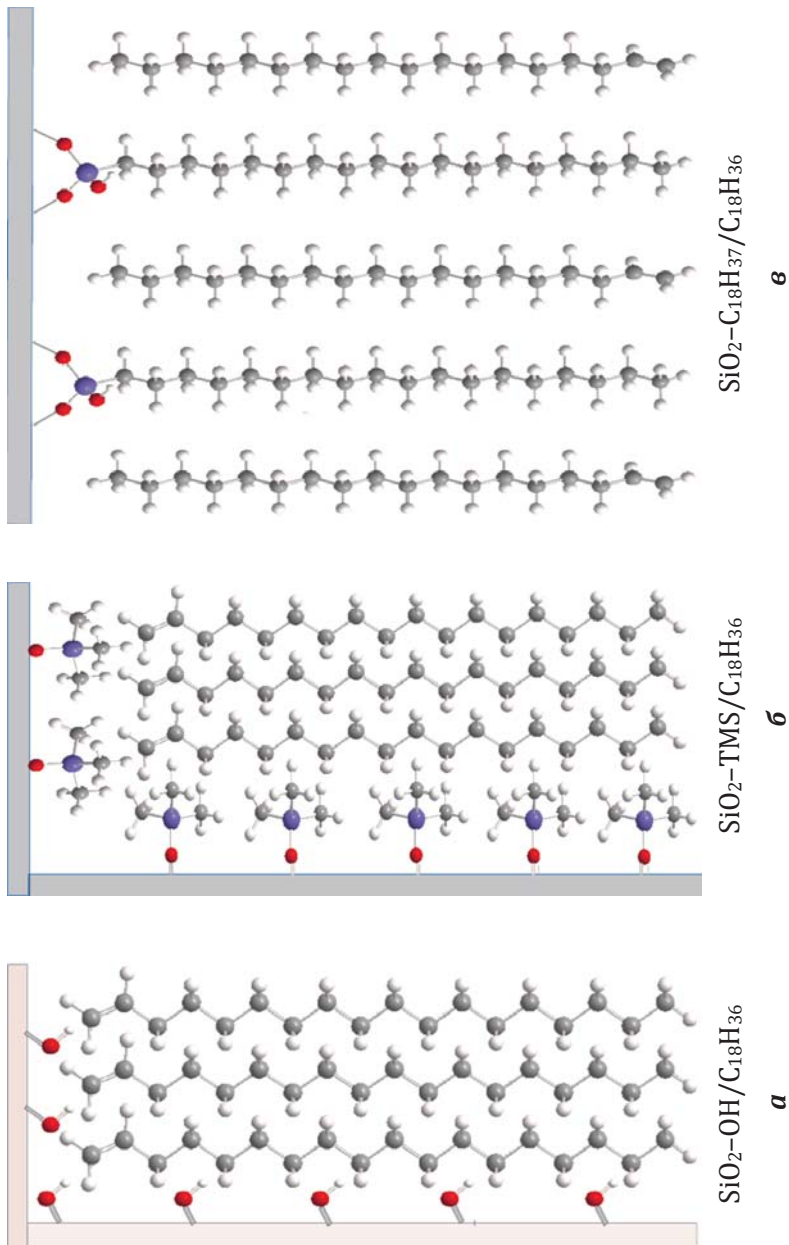 SiO₂–OH/C₁₈H₃₆
а
SiO₂–TMS/C₁₈H₃₆
б
SiO₂–C₁₈H₃₇/C₁₈H₃₆
в